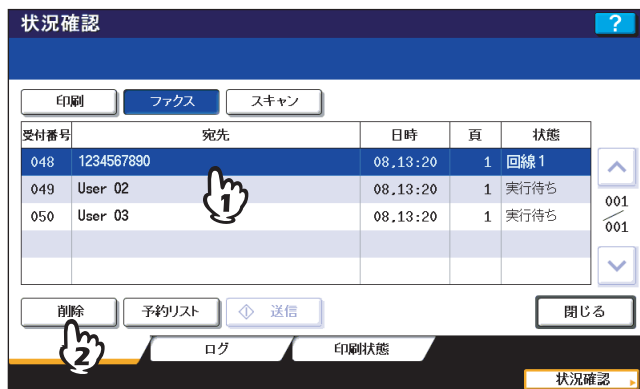 状況確認 ?
印刷 ファクス スキャン
受付番号 宛先 日時 頁 状態
048 1234567890 08,13:20 1 回線1
049 User 02 08,13:20 1 実行待ち
050 User 03 08,13:20 1 実行待ち
1
001
001
削除 予約リスト 送信 閉じる
2
ログ 印刷状態
状況確認